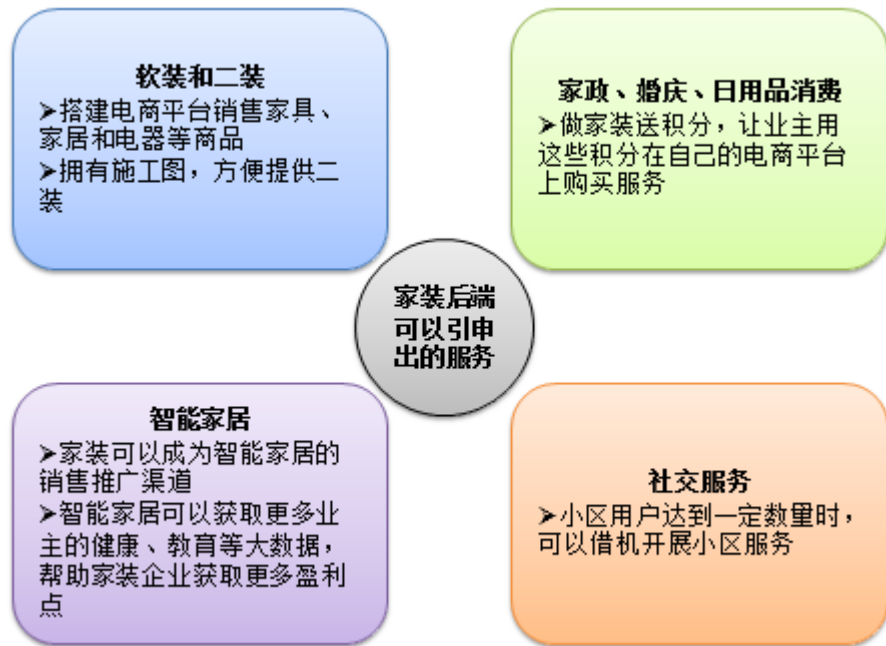 软装和二装
➢搭建电商平台销售家具、
家居和电器等商品
➢拥有施工图，方便提供二
装
家政、婚庆、日用品消费
➢做家装送积分，让业主用
这些积分在自己的电商平台
上购买服务
家装后端
可以引申
出的服务
智能家居
➢家装可以成为智能家居的
销售推广渠道
➢智能家居可以获取更多业
主的健康、教育等大数据，
帮助家装企业获取更多盈利
点
社交服务
➢小区用户达到一定数量时，
可以借机开展小区服务